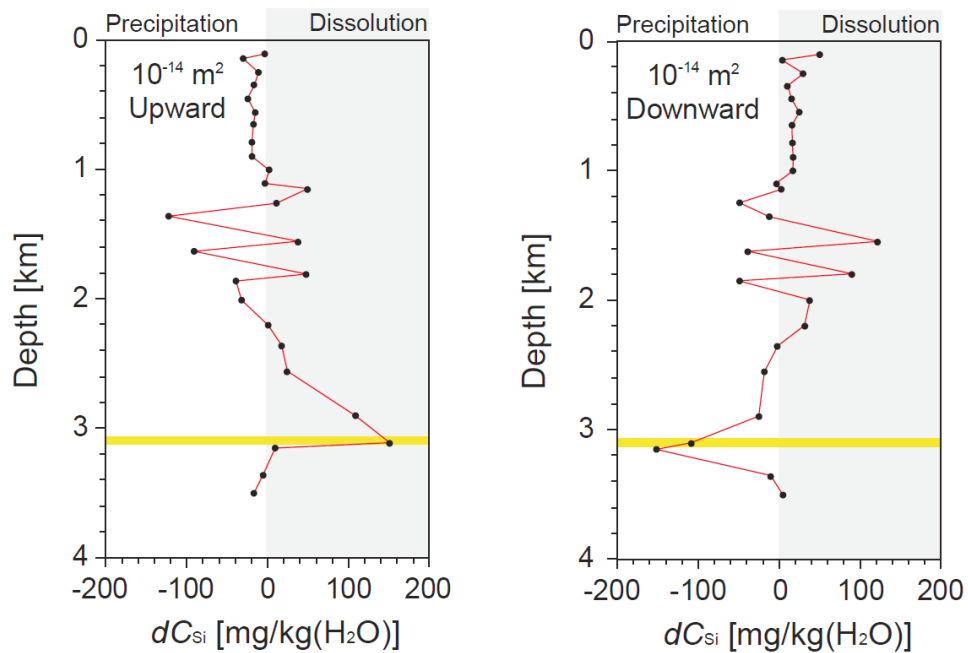 Precipitation Dissolution
10⁻¹⁴ m²
Upward
0
1
2
3
4
Depth [km]
-200 -100 0 100 200
dC_Si [mg/kg(H₂O)]
Precipitation Dissolution
10⁻¹⁴ m²
Downward
0
1
2
3
4
Depth [km]
-200 -100 0 100 200
dC_Si [mg/kg(H₂O)]